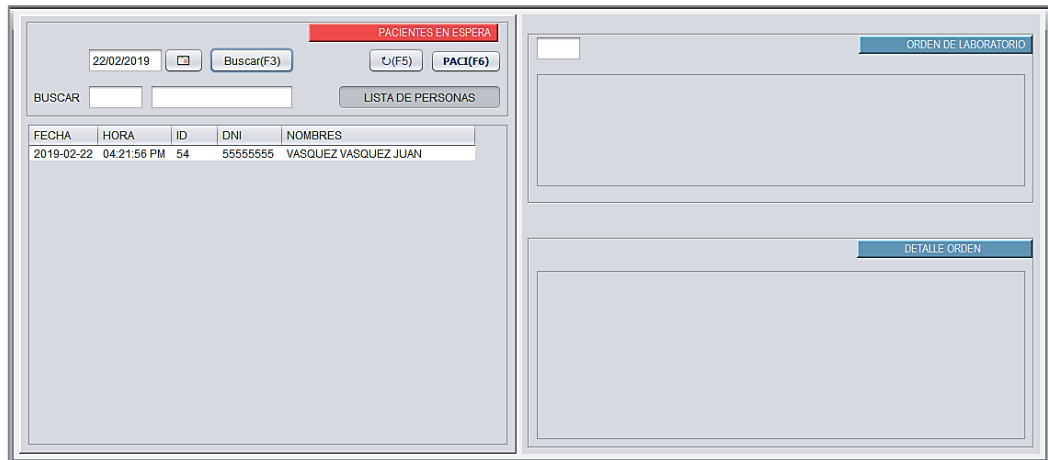 PACIENTES EN ESPERA
22/02/2019 Buscar(F3) ↻(F5) PACI(F6)
BUSCAR LISTA DE PERSONAS
FECHA HORA ID DNI NOMBRES
2019-02-22 04:21:56 PM 54 55555555 VASQUEZ VASQUEZ JUAN
ORDEN DE LABORATORIO
DETALLE ORDEN